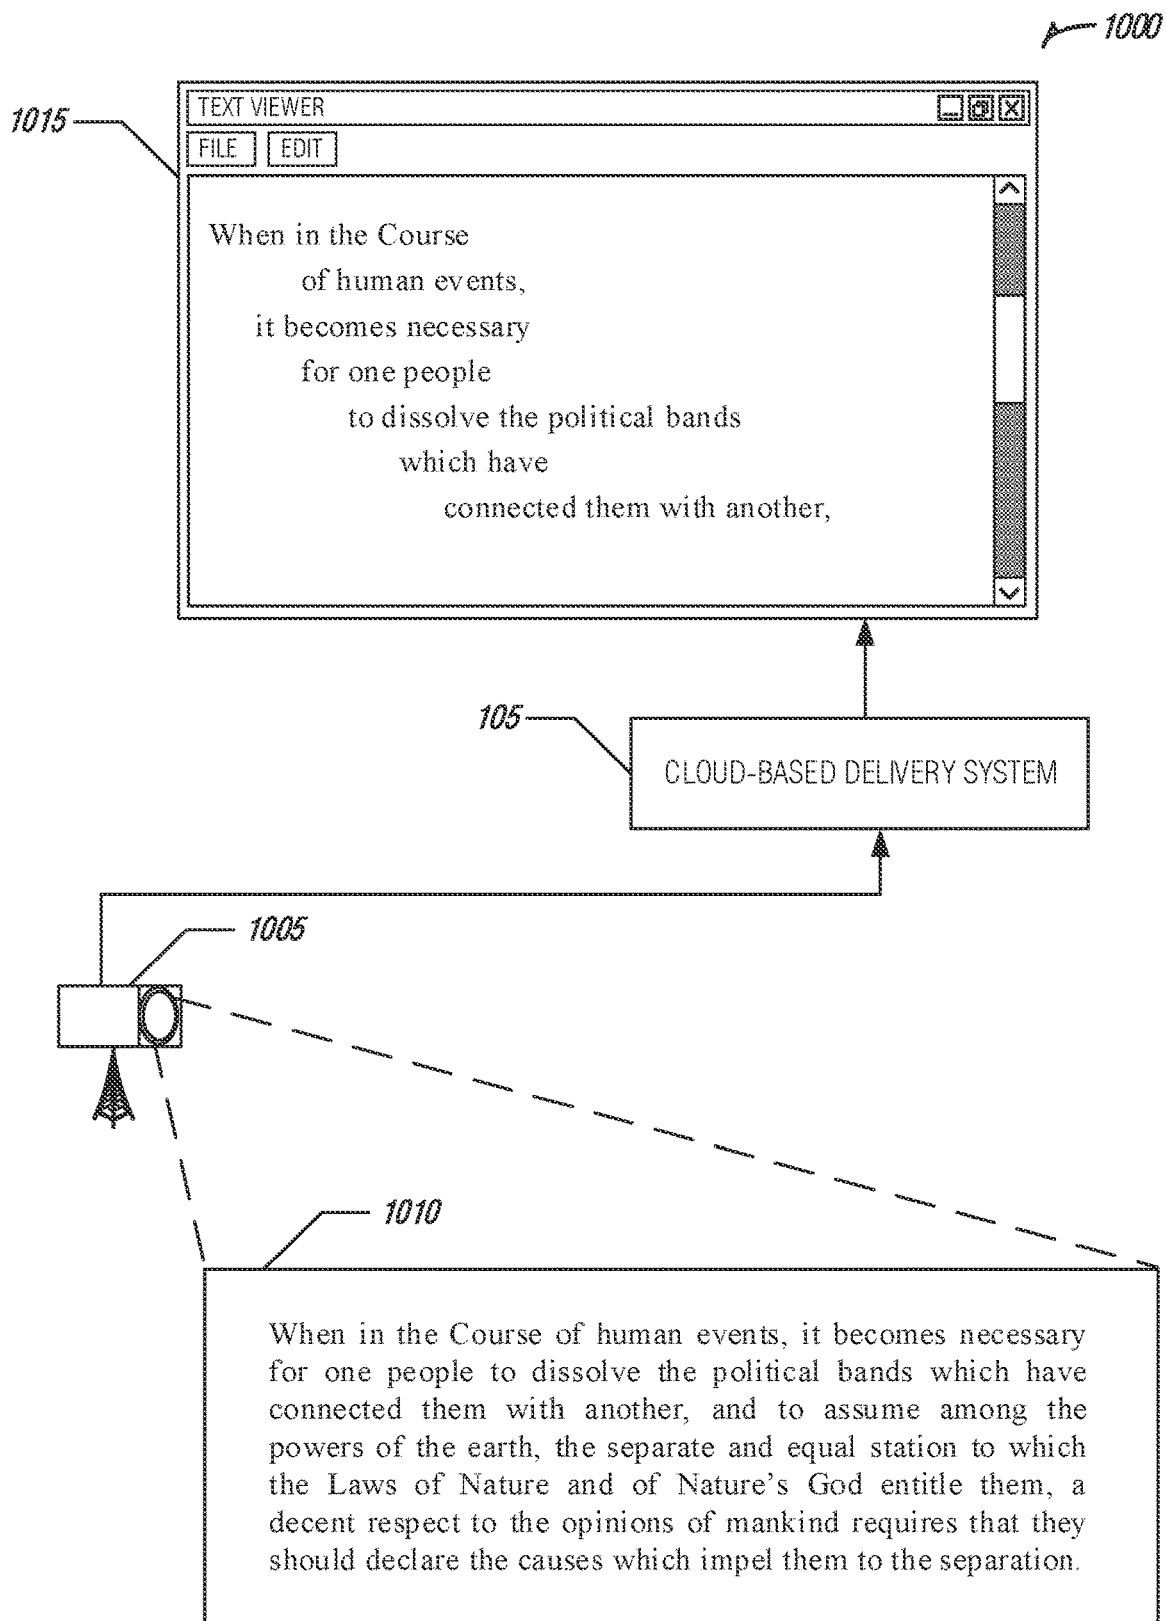 1000
1015
TEXT VIEWER
FILE EDIT
When in the Course
of human events,
it becomes necessary
for one people
to dissolve the political bands
which have
connected them with another,
105
CLOUD-BASED DELIVERY SYSTEM
1005
1010
When in the Course of human events, it becomes necessary
for one people to dissolve the political bands which have
connected them with another, and to assume among the
powers of the earth, the separate and equal station to which
the Laws of Nature and of Nature's God entitle them, a
decent respect to the opinions of mankind requires that they
should declare the causes which impel them to the separation.